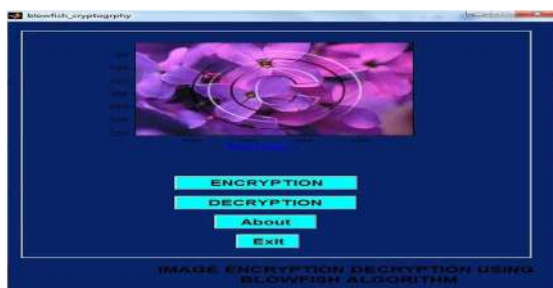 blowfish_cryptogrphy
ENCRYPTION
DECRYPTION
About
Exit
IMAGE ENCRYPTION DECRYPTION USING
BLOWFISH ALGORITHM